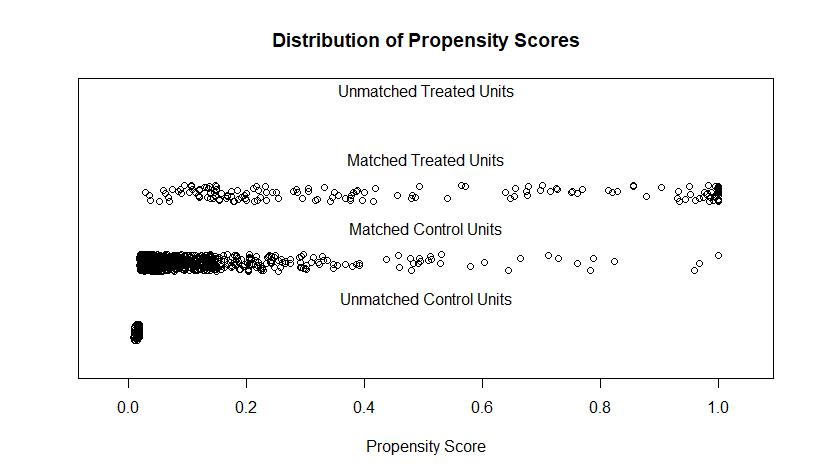 Distribution of Propensity Scores
Unmatched Treated Units
Matched Treated Units
Matched Control Units
Unmatched Control Units
0.0 0.2 0.4 0.6 0.8 1.0
Propensity Score